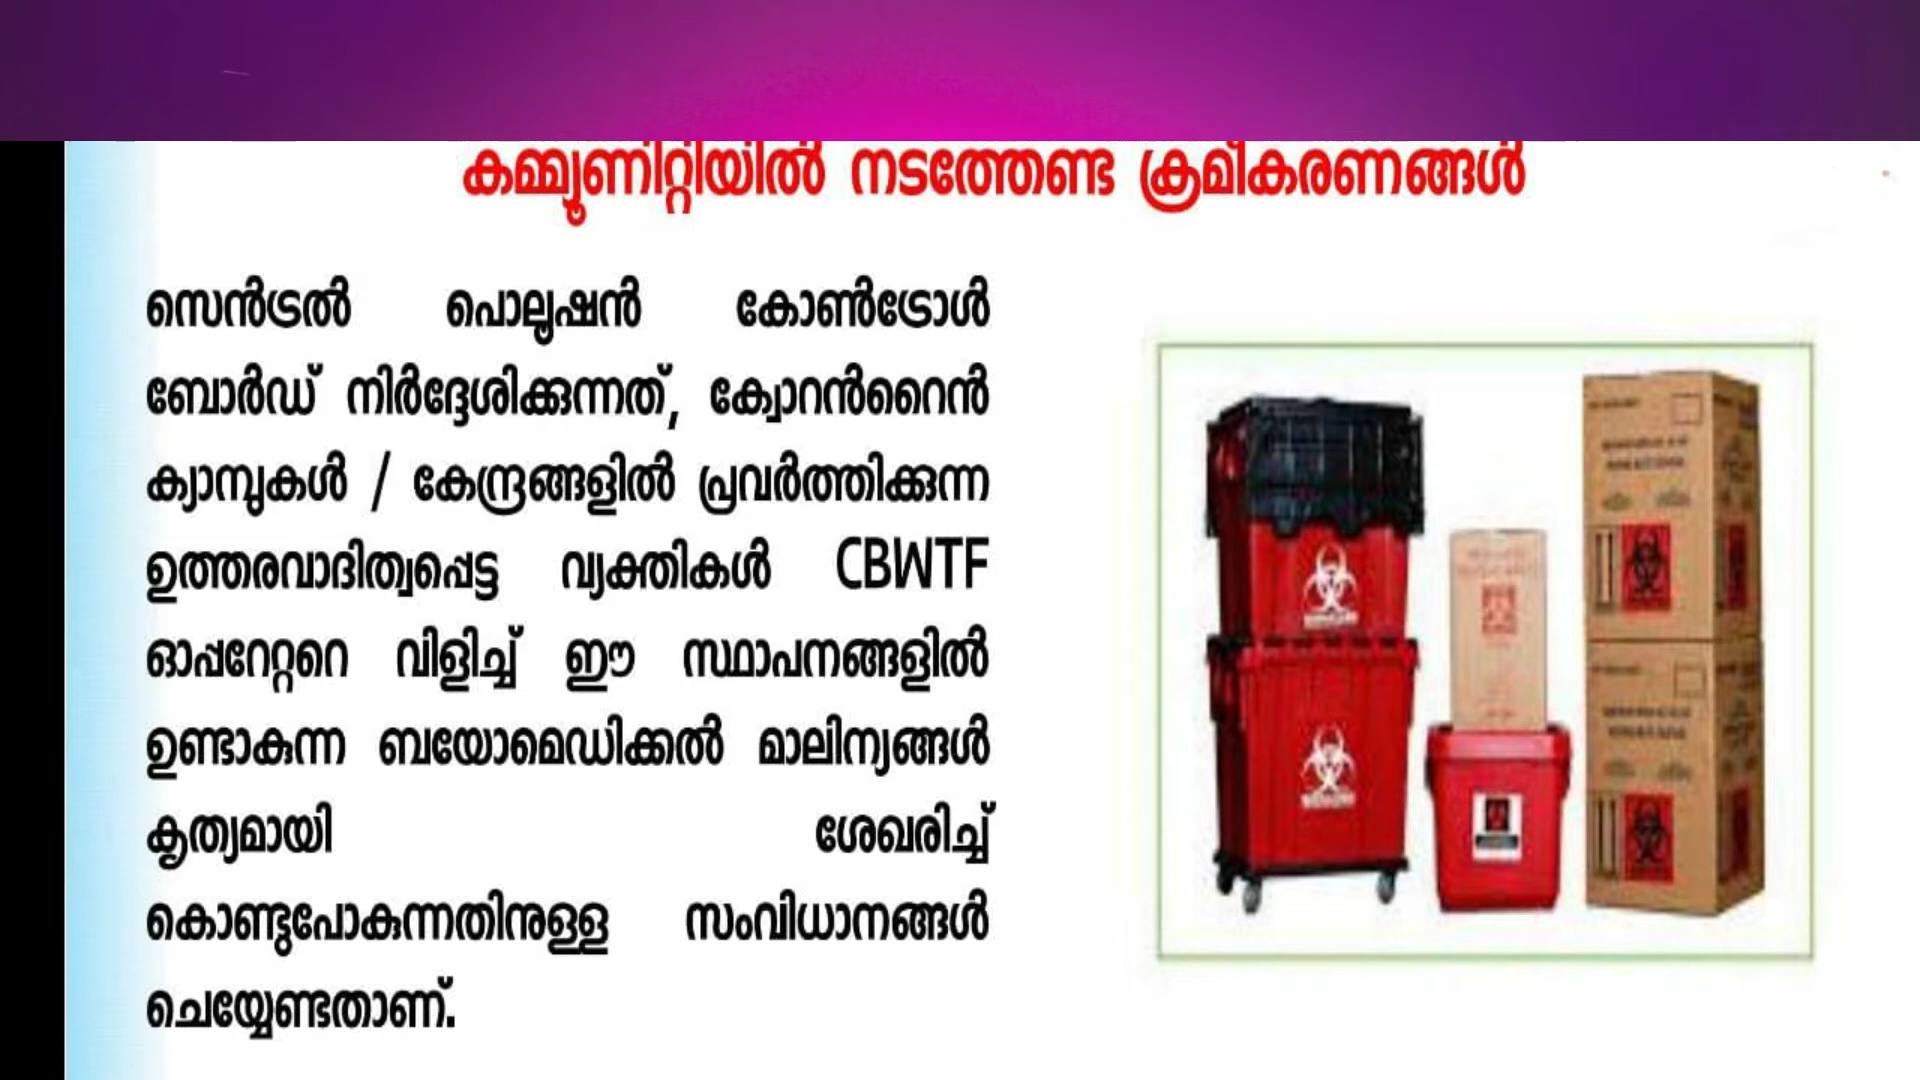 കമ്മ്യൂണിറ്റിയിൽ നടത്തേണ്ട ക്രമീകരണങ്ങൾ
സെൻട്രൽ പൊലൂഷൻ കോൺട്രോൾ
ബോർഡ് നിർദ്ദേശിക്കുന്നത്, ക്വോറൻറൈൻ
ക്യാമ്പുകൾ / കേന്ദ്രങ്ങളിൽ പ്രവർത്തിക്കുന്ന
ഉത്തരവാദിത്വപ്പെട്ട വ്യക്തികൾ CBWTF
ഓപ്പറേറ്ററെ വിളിച്ച് ഈ സ്ഥാപനങ്ങളിൽ
ഉണ്ടാകുന്ന ബയോമെഡിക്കൽ മാലിന്യങ്ങൾ
കൃത്യമായി ശേഖരിച്ച്
കൊണ്ടുപോകുന്നതിനുള്ള സംവിധാനങ്ങൾ
ചെയ്യേണ്ടതാണ്.